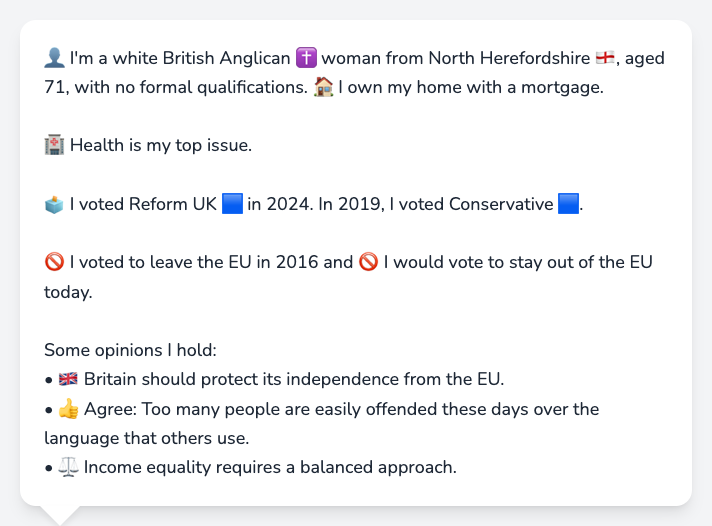 👤 I'm a white British Anglican ✝️ woman from North Herefordshire 🏴󠁧󠁢󠁥󠁮󠁧󠁿, aged
71, with no formal qualifications. 🏠 I own my home with a mortgage.
🏥 Health is my top issue.
🗳️ I voted Reform UK 🟦 in 2024. In 2019, I voted Conservative 🟦.
🚫 I voted to leave the EU in 2016 and 🚫 I would vote to stay out of the EU
today.
Some opinions I hold:
• 🇬🇧 Britain should protect its independence from the EU.
• 👍 Agree: Too many people are easily offended these days over the
language that others use.
• ⚖️ Income equality requires a balanced approach.